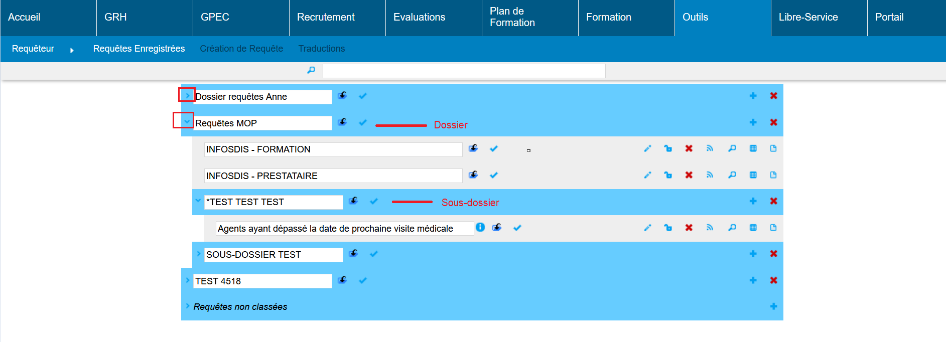 Accueil GRH GPEC Recrutement Evaluations Plan de Formation Formation Outils Libre-Service Portail
Requêteur Requêtes Enregistrées Création de Requête Traductions
Dossier requêtes Anne
Requêtes MOP Dossier
INFOSDIS - FORMATION
INFOSDIS - PRESTATAIRE
*TEST TEST TEST Sous-dossier
Agents ayant dépassé la date de prochaine visite médicale
SOUS-DOSSIER TEST
TEST 4518
Requêtes non classées